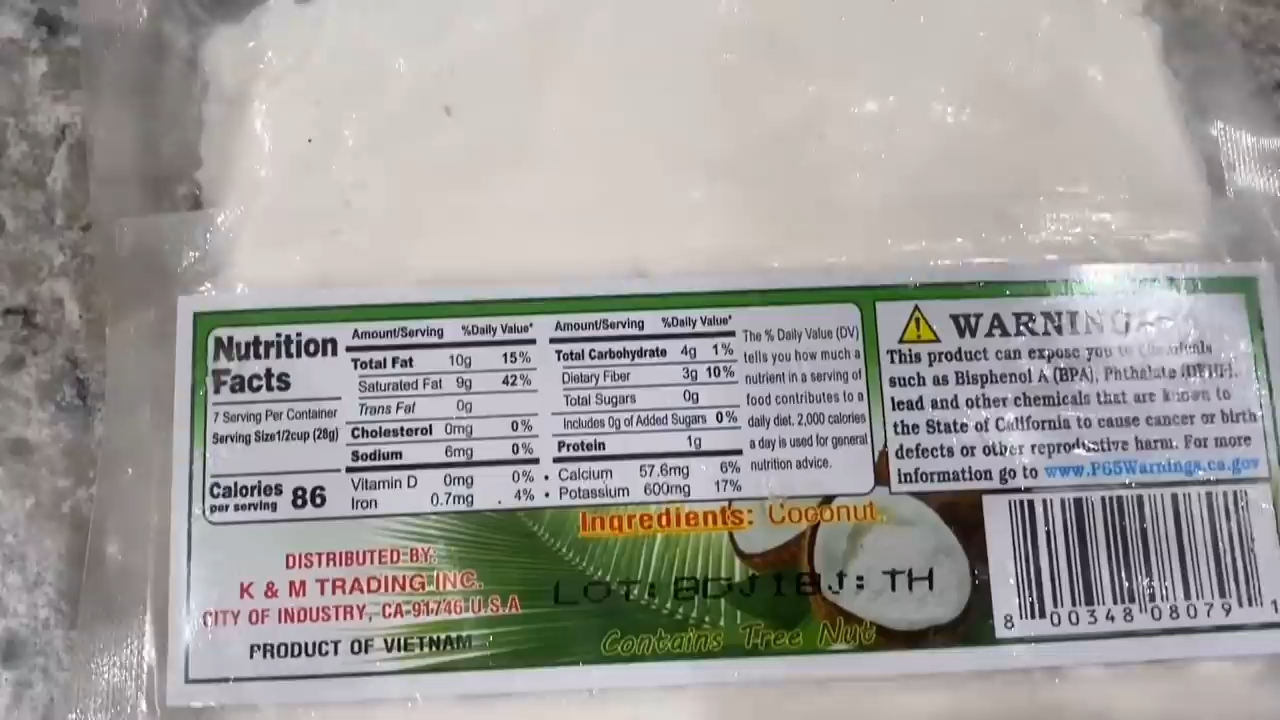 Nutrition
Facts
7 Serving Per Container
Serving Size1/2cup (28g)
Calories 86
per serving
Amount/Serving %Daily Value*
Total Fat 10g 15%
Saturated Fat 9g 42%
Trans Fat 0g
Cholesterol 0mg 0%
Sodium 6mg 0%
Amount/Serving %Daily Value*
Total Carbohydrate 4g 1%
Dietary Fiber 3g 10%
Total Sugars 0g
Includes 0g of Added Sugars 0%
Protein 1g
Vitamin D 0mg 0% • Calcium 57.6mg 6%
Iron 0.7mg . 4% • Potassium 600mg 17%
The % Daily Value (DV)
tells you how much a
nutrient in a serving of
food contributes to a
daily diet. 2,000 calories
a day is used for general
nutrition advice.
WARNING
This product can expose you to chemicals
such as Bisphenol A (BPA), Phthalate (DEHP),
lead and other chemicals that are known to
the State of California to cause cancer or birth
defects or other reproductive harm. For more
information go to www.P65Warnings.ca.gov
Ingredients: Coconut.
DISTRIBUTED BY:
K & M TRADING INC.
CITY OF INDUSTRY, CA 91746 U.S.A
PRODUCT OF VIETNAM
LOT: TH
Contains Tree Nut
8 00348 08079 1